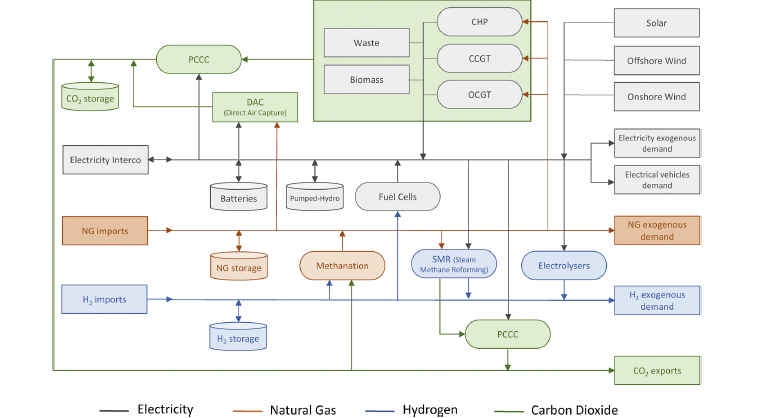 CHP
Solar
Waste
PCCC
CCGT
Offshore Wind
Biomass
CO₂ storage
OCGT
Onshore Wind
DAC
(Direct Air Capture)
Electricity exogenous
demand
Electricity Interco
Electrical vehicles
demand
Batteries
Pumped-Hydro
Fuel Cells
NG imports
NG exogenous
demand
NG storage
Methanation
SMR (Steam
Methane Reforming)
Electrolysers
H₂ imports
H₂ exogenous
demand
H₂ storage
PCCC
CO₂ exports
Electricity
Natural Gas
Hydrogen
Carbon Dioxide